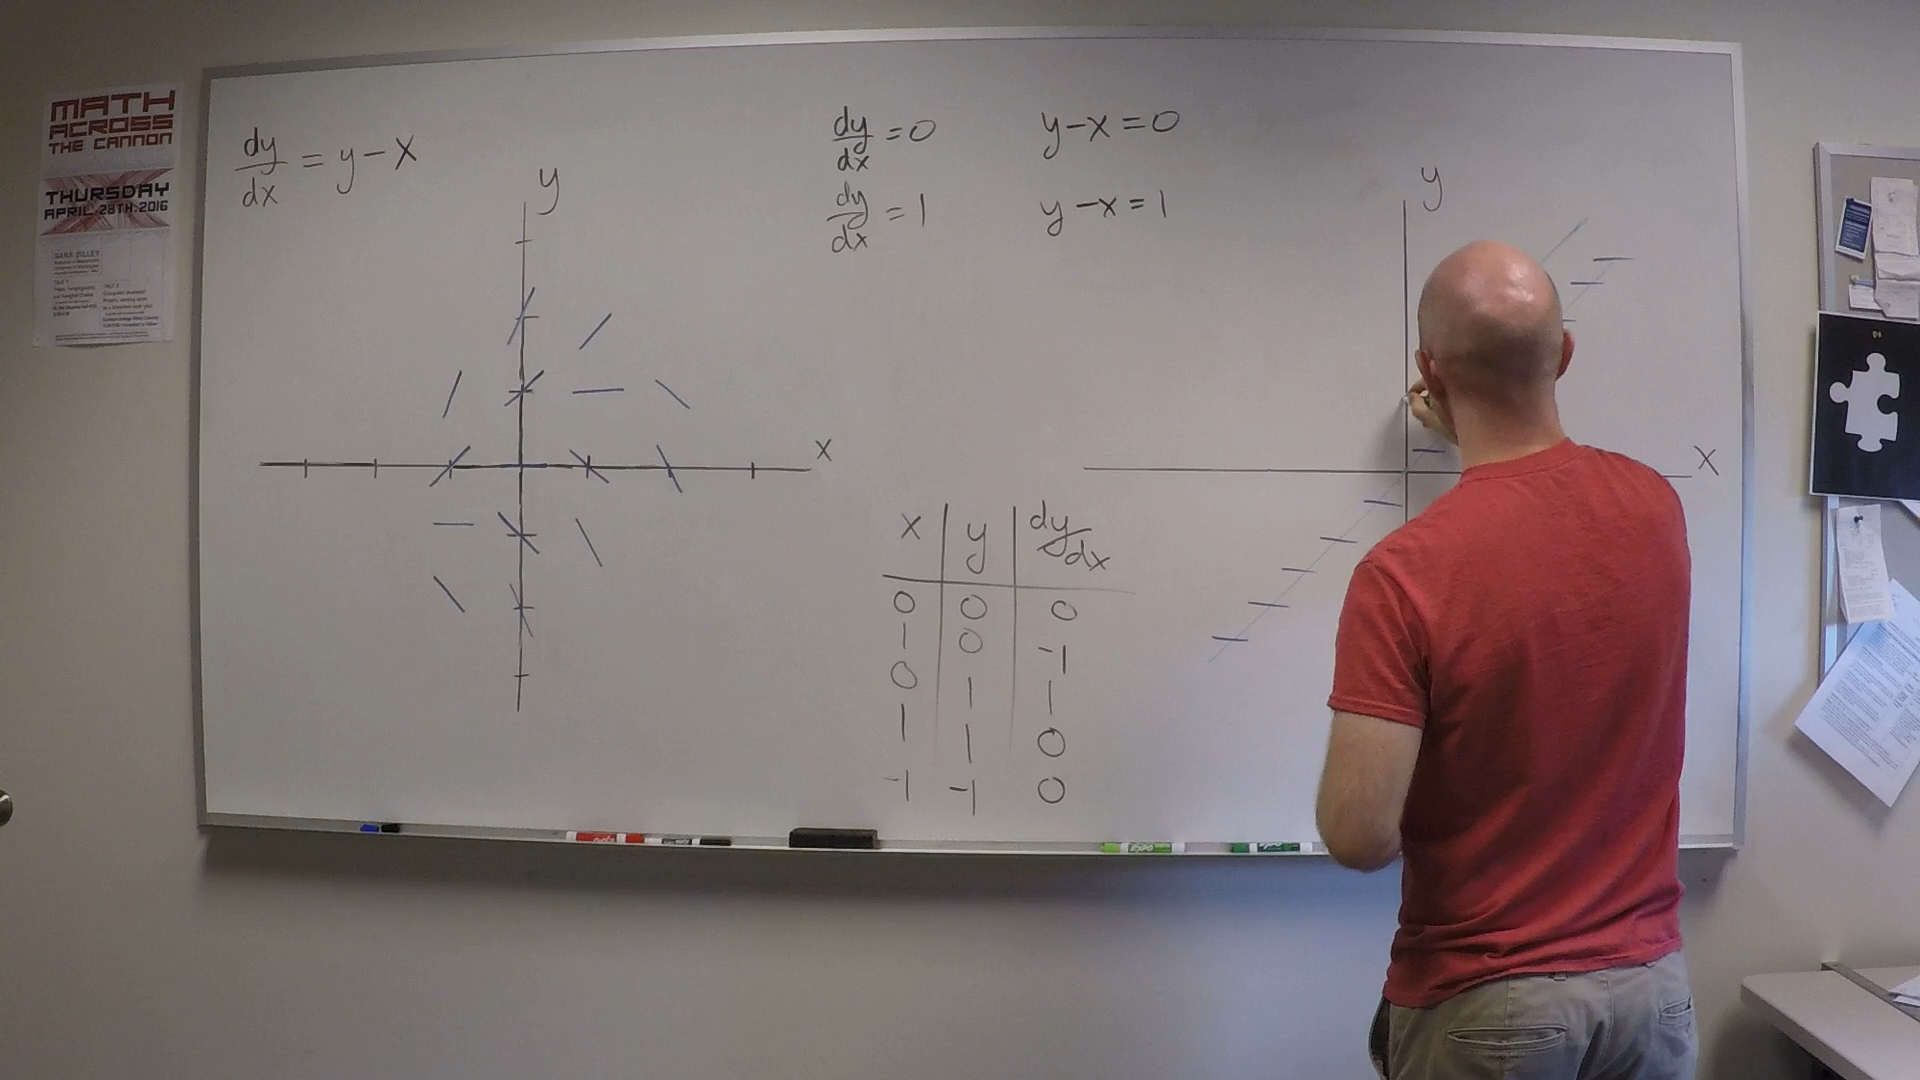 MATH
ACROSS
THE CANNON
THURSDAY
APRIL 28TH, 2016
dy/dx = y - x
y
x
dy/dx = 0
y - x = 0
dy/dx = 1
y - x = 1
y
x
x y dy/dx
0 0 0
1 0 -1
0 1 1
1 1 0
-1 -1 0
expo